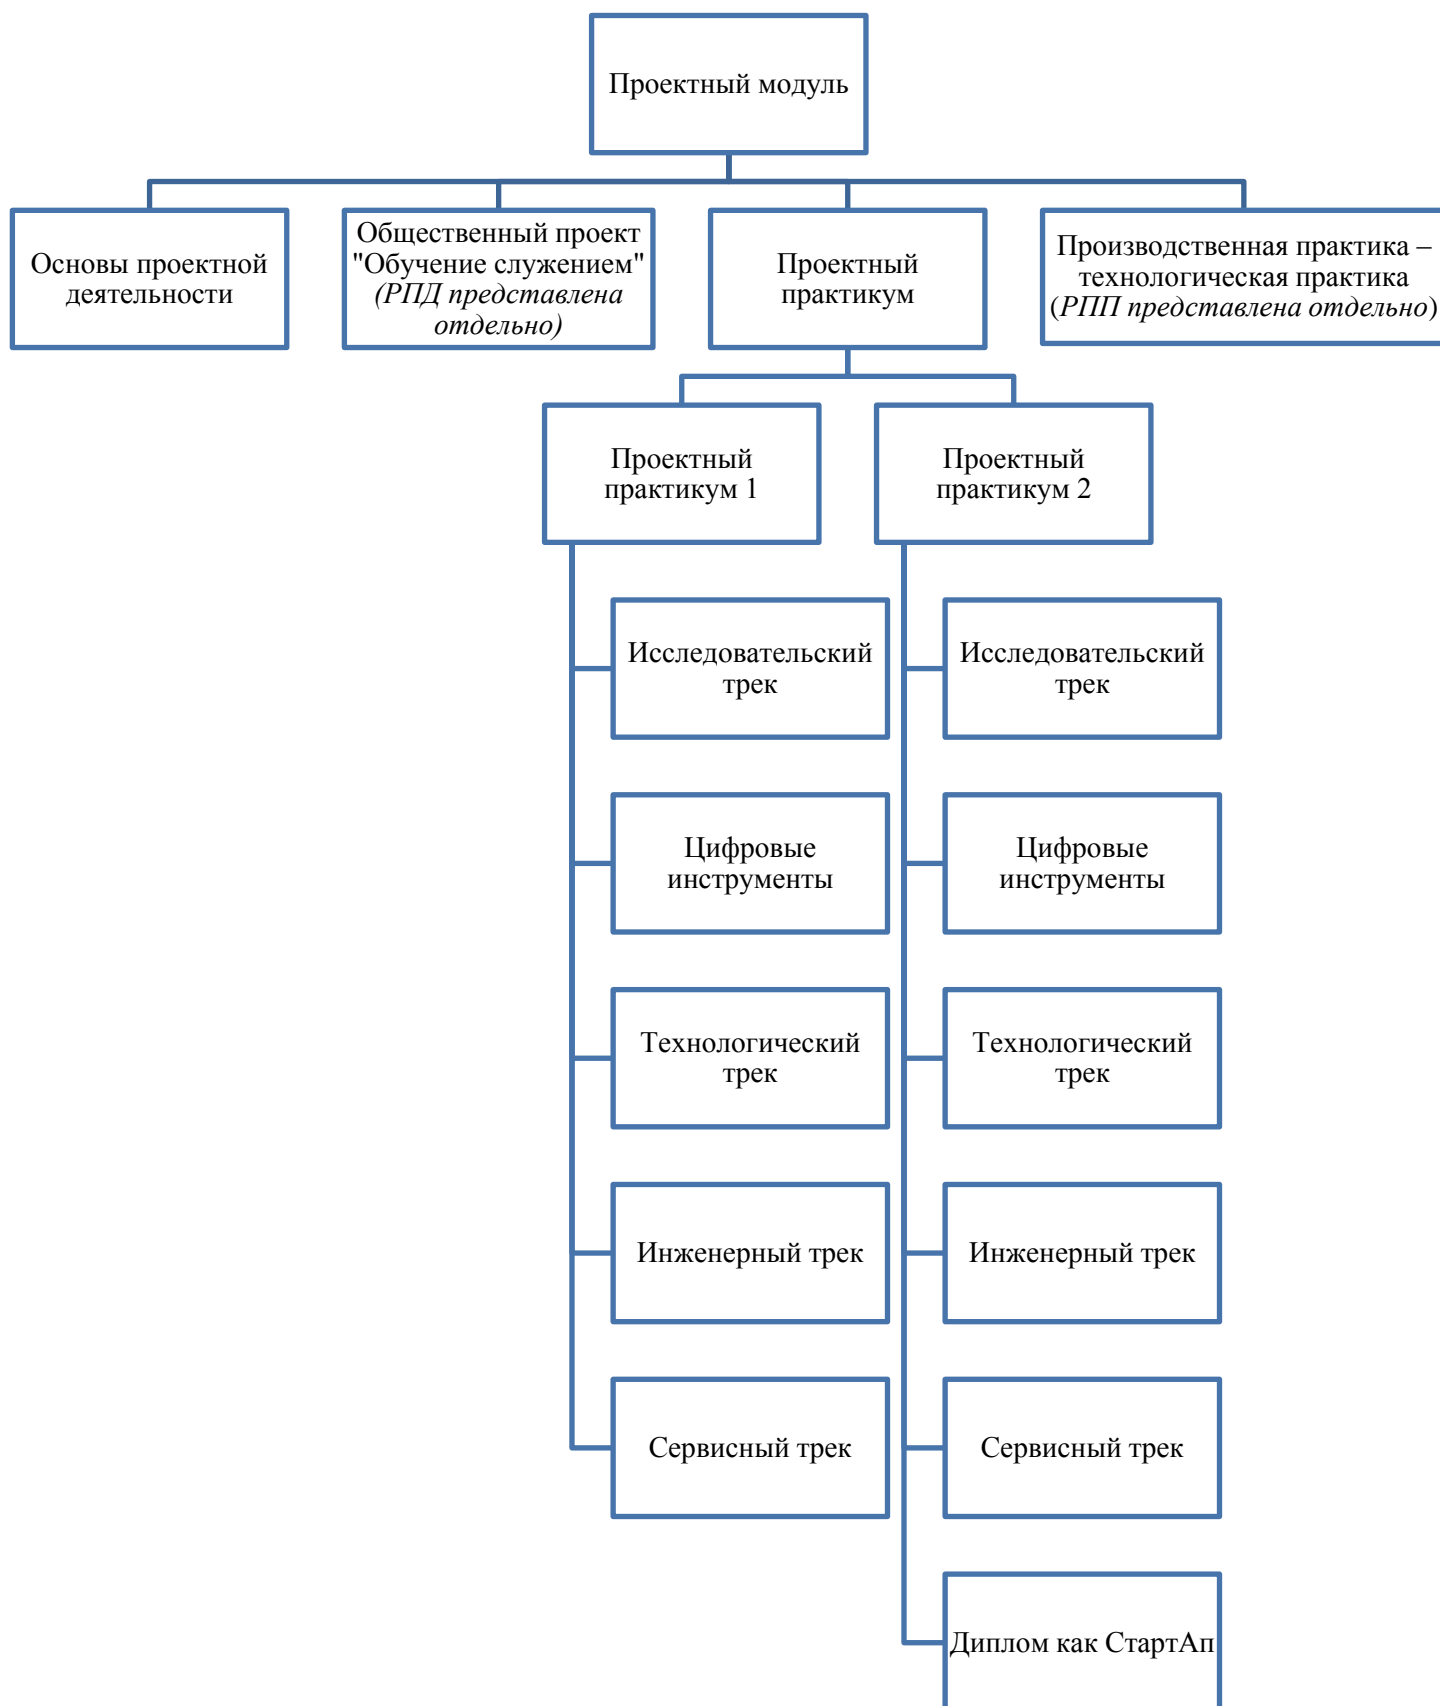 Проектный модуль
Основы проектной
деятельности
Общественный проект
"Обучение служением"
(РПД представлена
отдельно)
Проектный
практикум
Производственная практика –
технологическая практика
(РПП представлена отдельно)
Проектный
практикум 1
Проектный
практикум 2
Исследовательский
трек
Исследовательский
трек
Цифровые
инструменты
Цифровые
инструменты
Технологический
трек
Технологический
трек
Инженерный трек
Инженерный трек
Сервисный трек
Сервисный трек
Диплом как СтартАп